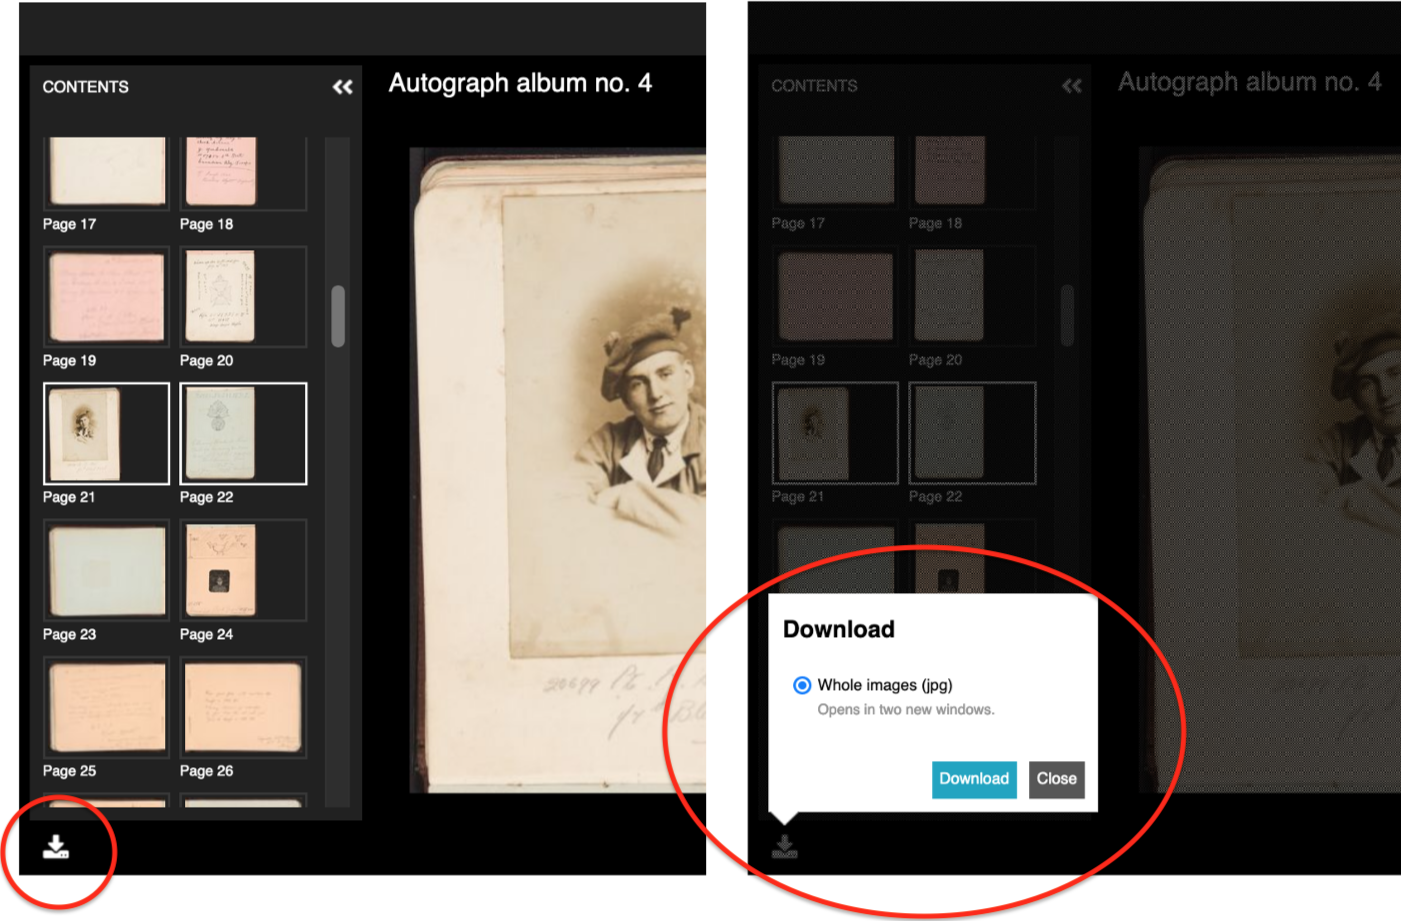 CONTENTS
Autograph album no. 4
Page 17
Page 18
Page 19
Page 20
Page 21
Page 22
Page 23
Page 24
Page 25
Page 26
20699
CONTENTS
Autograph album no. 4
Page 17
Page 18
Page 19
Page 20
Page 21
Page 22
Download
Whole images (jpg)
Opens in two new windows.
Download
Close